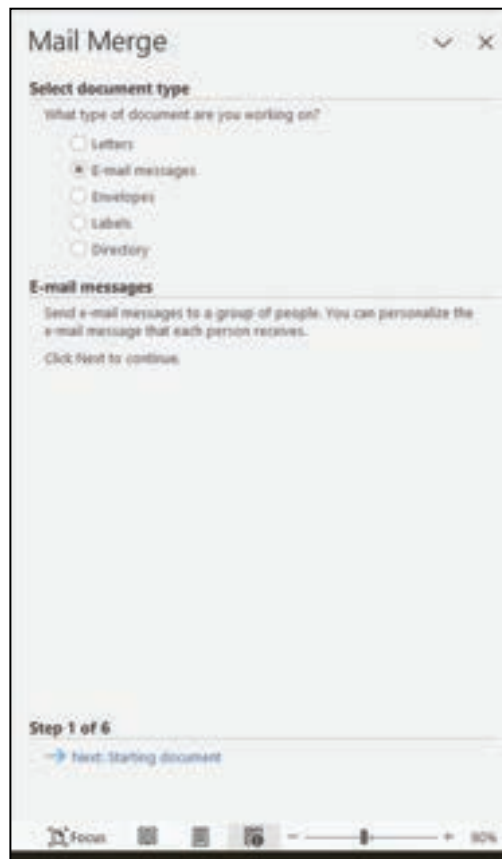 Mail Merge
Select document type
What type of document are you working on?
Letters
E-mail messages
Envelopes
Labels
Directory
E-mail messages
Send e-mail messages to a group of people. You can personalize the
e-mail message that each person receives.
Click Next to continue.
Step 1 of 6
Next: Starting document
Focus
80%